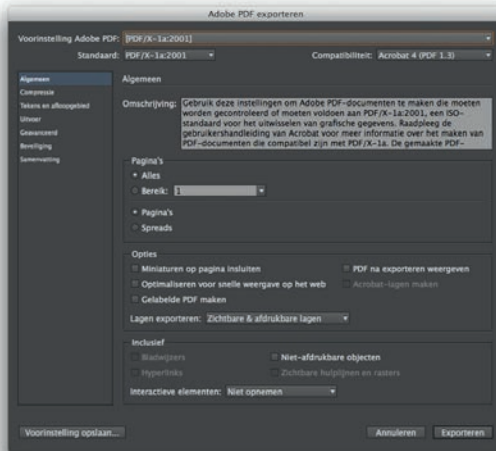 Adobe PDF exporteren
Voorinstelling Adobe PDF: [PDF/X-1a:2001]
Standaard: PDF/X-1a:2001 Compatibiliteit: Acrobat 4 (PDF 1.3)
Algemeen
Compressie
Tekens en afloopgebied
Uitvoer
Geavanceerd
Beveiliging
Samenvatting
Algemeen
Omschrijving: Gebruik deze instellingen om Adobe PDF-documenten te maken die moeten
worden gecontroleerd of moeten voldoen aan PDF/X-1a:2001, een ISO-
standaard voor het uitwisselen van grafische gegevens. Raadpleeg de
gebruikershandleiding van Acrobat voor meer informatie over het maken van
PDF-documenten die compatibel zijn met PDF/X-1a. De gemaakte PDF-
Pagina's
Alles
Bereik: 1
Pagina's
Spreads
Opties
Miniaturen op pagina insluiten PDF na exporteren weergeven
Optimaliseren voor snelle weergave op het web Acrobat-lagen maken
Gelabelde PDF maken
Lagen exporteren: Zichtbare & afdrukbare lagen
Inclusief
Bladwijzers Niet-afdrukbare objecten
Hyperlinks Zichtbare hulplijnen en rasters
Interactieve elementen: Niet opnemen
Voorinstelling opslaan... Annuleren Exporteren